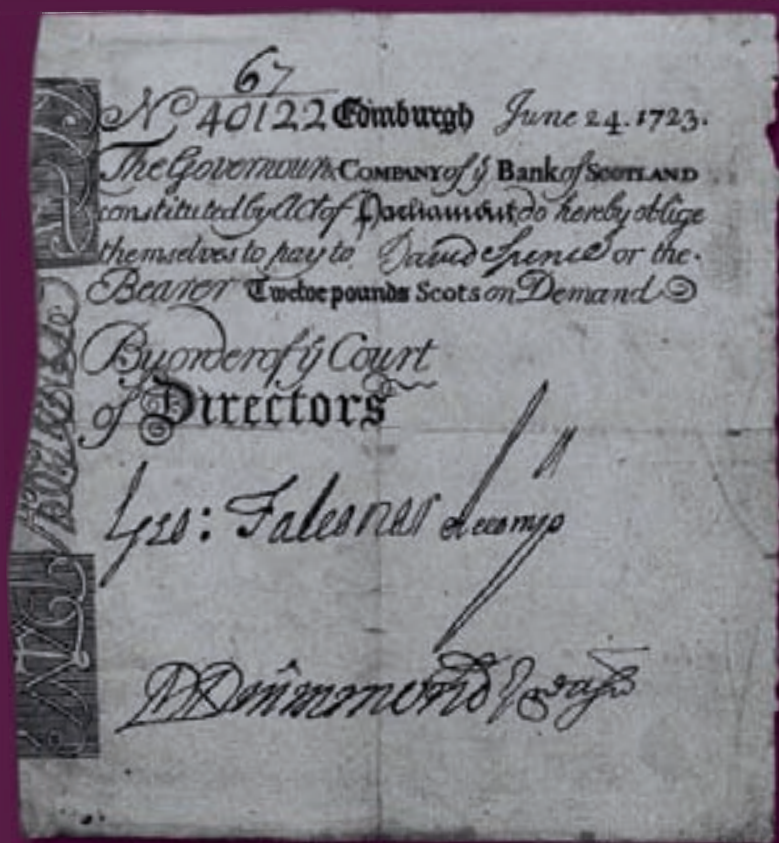 67
No 40122 Edinburgh June 24. 1723.
The Governour & COMPANY of ye Bank of SCOTLAND
constituted by Act of Parliament do hereby oblige
themselves to pay to David Spence or the
Bearer Twelve pounds Scots on Demand
By order of ye Court
of Directors
Geo: Falconar
Drummond